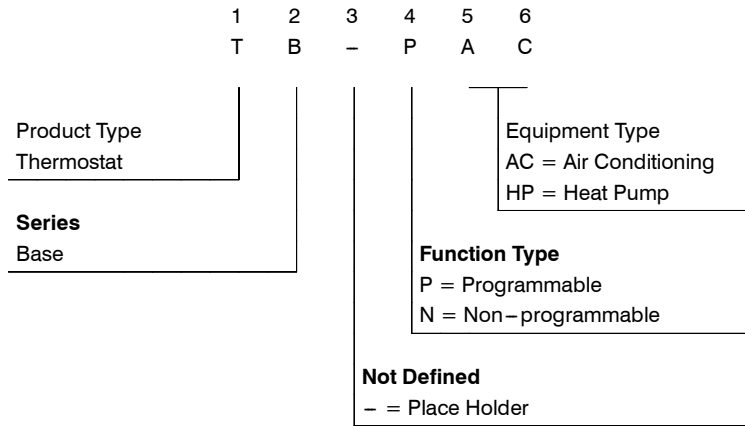 1 2 3 4 5 6
T B – P A C
Product Type
Thermostat
Equipment Type
AC = Air Conditioning
HP = Heat Pump
Series
Base
Function Type
P = Programmable
N = Non–programmable
Not Defined
– = Place Holder